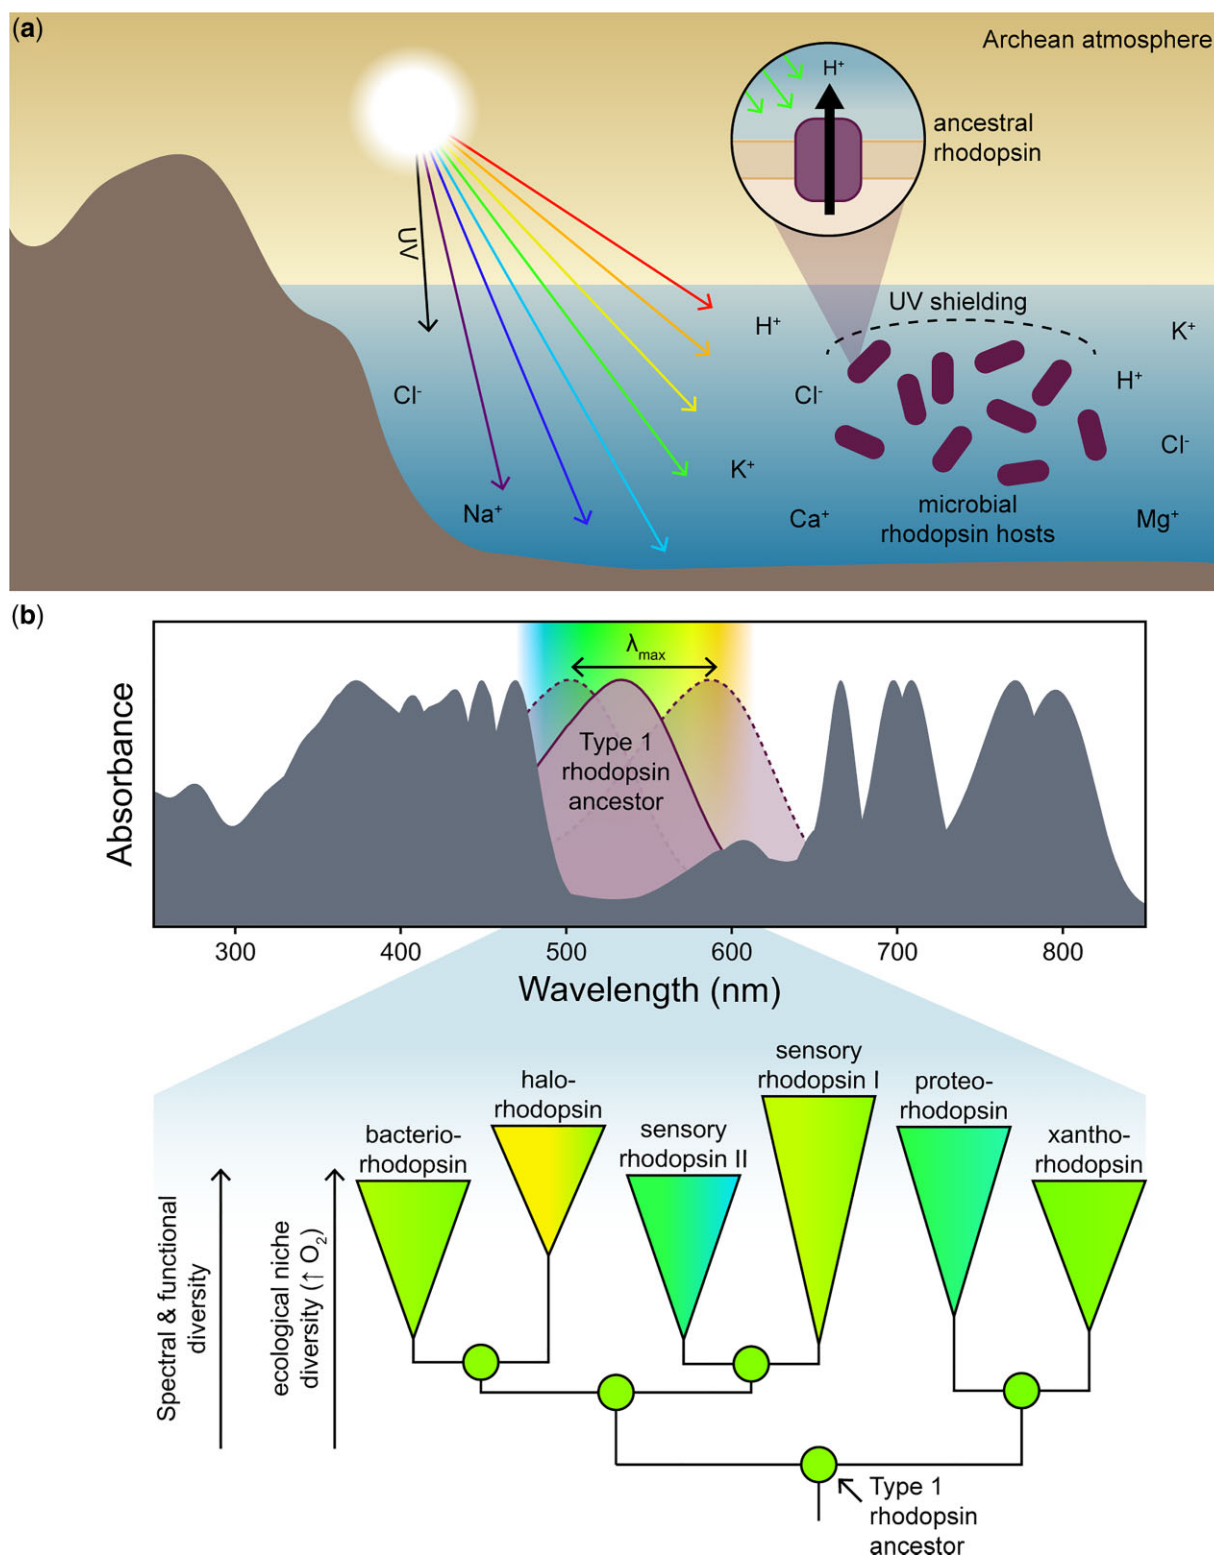 (a)
Archean atmosphere
H⁺
ancestral
rhodopsin
UV
UV shielding
H⁺
K⁺
Cl⁻
Cl⁻
H⁺
K⁺
Cl⁻
Na⁺
Ca⁺
microbial
rhodopsin hosts
Mg⁺
(b)
λmax
Absorbance
Type 1
rhodopsin
ancestor
300
400
500
600
700
800
Wavelength (nm)
bacterio-
rhodopsin
halo-
rhodopsin
sensory
rhodopsin II
sensory
rhodopsin I
proteo-
rhodopsin
xantho-
rhodopsin
Spectral & functional
diversity
ecological niche
diversity (↑ O₂)
Type 1
rhodopsin
ancestor